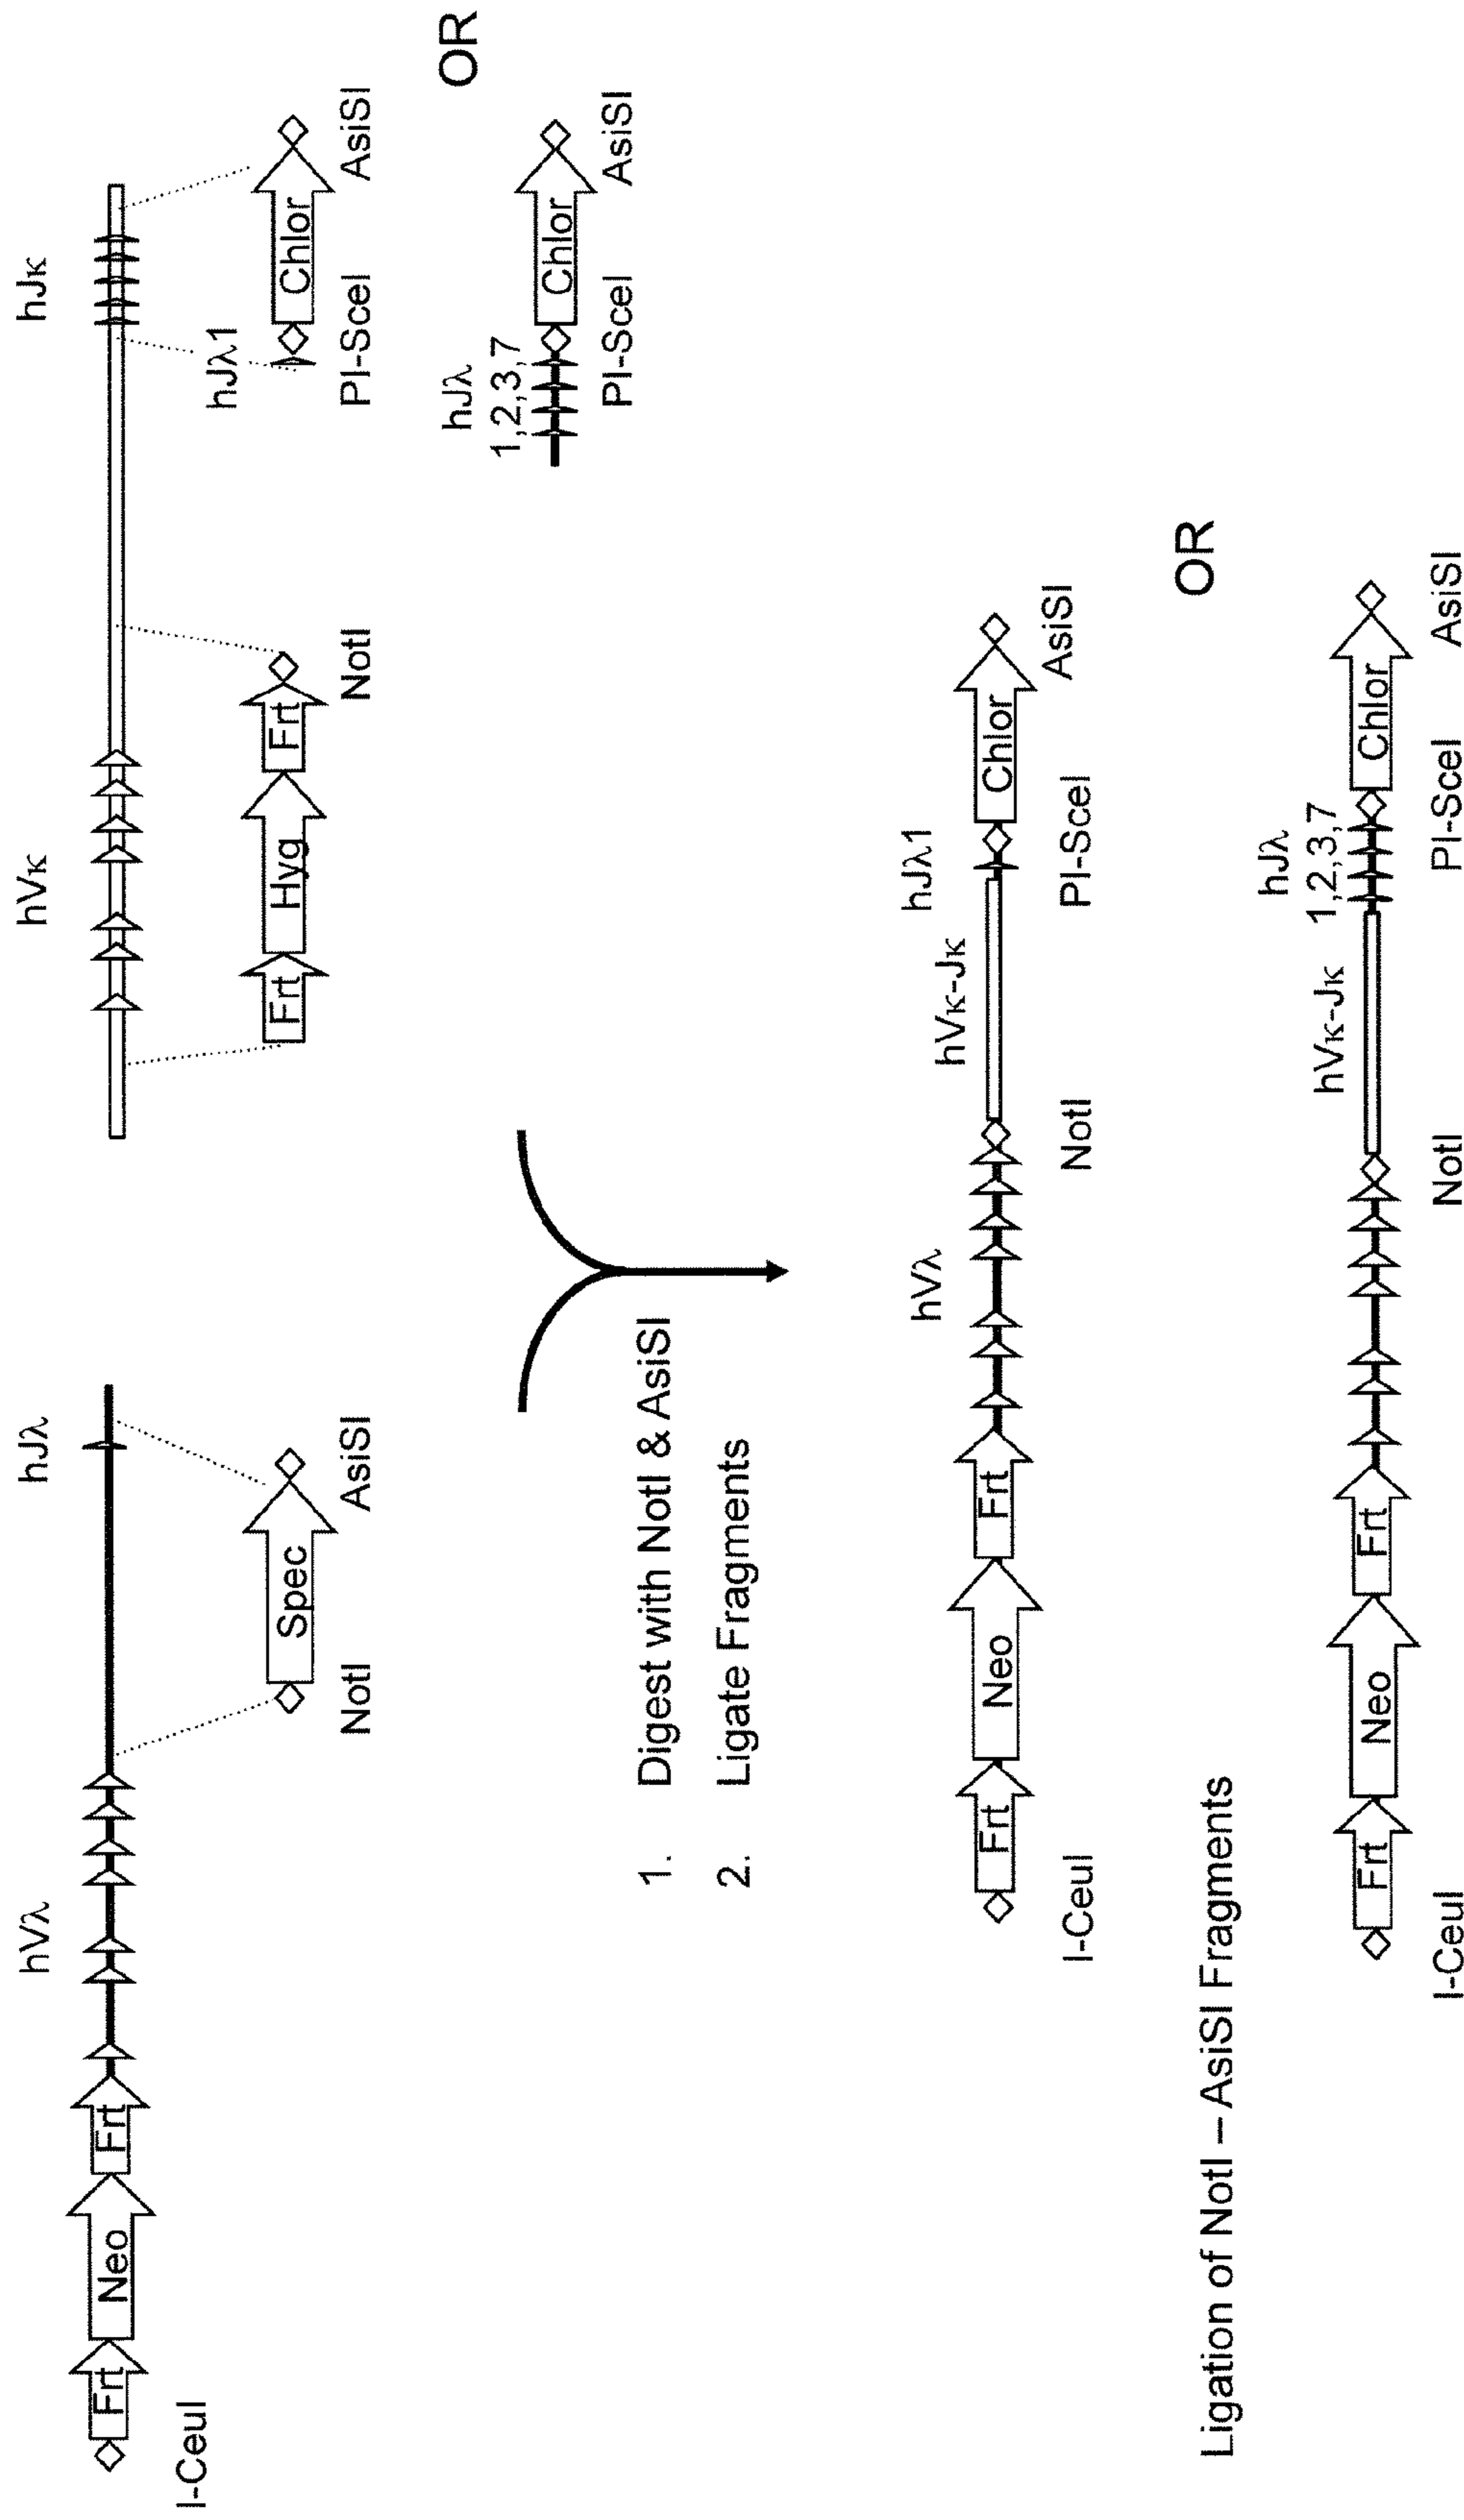 hVλ
hJλ
Frt
Neo
Frt
I-CeuI
Spec
NotI
AsiSI
hVκ
hJκ
Frt
Hyg
Frt
NotI
hJλ1
Chlor
PI-SceI
AsiSI
OR
hJλ
1,2,3,7
Chlor
PI-SceI
AsiSI
1. Digest with NotI & AsiSI
2. Ligate Fragments
hVλ
hVκ-Jκ
hJλ1
Frt
Neo
Frt
Chlor
I-CeuI
NotI
PI-SceI
AsiSI
Ligation of NotI – AsiSI Fragments
OR
hVκ-Jκ
hJλ
1,2,3,7
Frt
Neo
Frt
Chlor
I-CeuI
NotI
PI-SceI
AsiSI